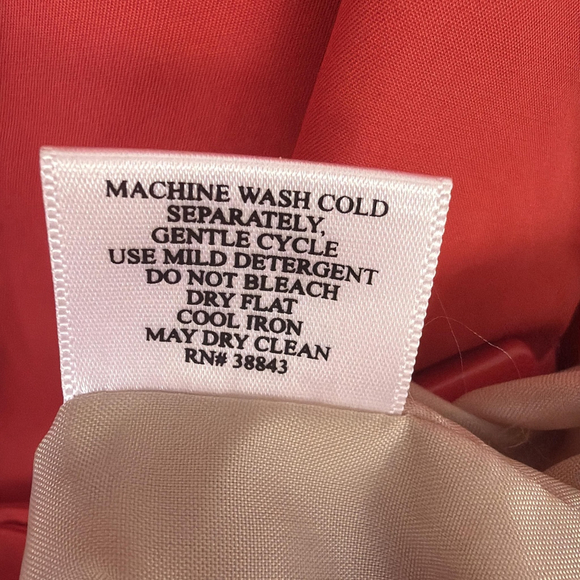 MACHINE WASH COLD
SEPARATELY,
GENTLE CYCLE
USE MILD DETERGENT
DO NOT BLEACH
DRY FLAT
COOL IRON
MAY DRY CLEAN
RN# 38843